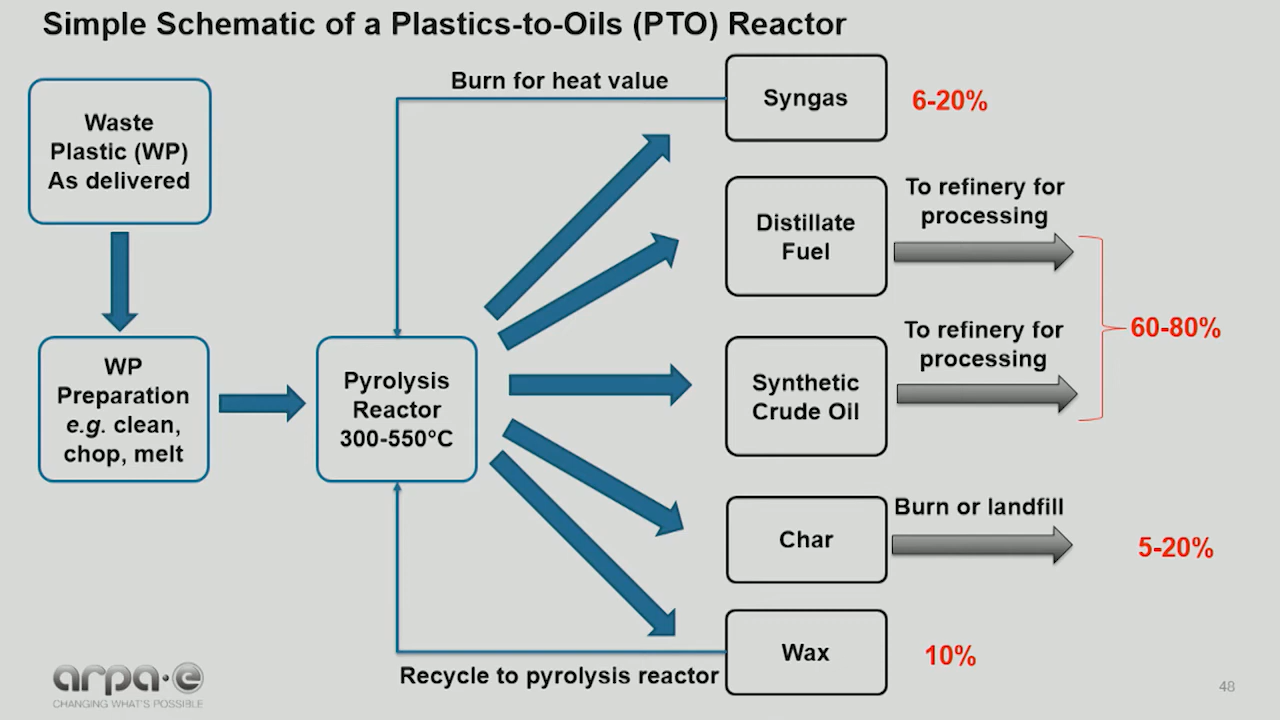 Simple Schematic of a Plastics-to-Oils (PTO) Reactor
Waste
Plastic (WP)
As delivered
WP
Preparation
e.g. clean,
chop, melt
Burn for heat value
Pyrolysis
Reactor
300-550°C
Recycle to pyrolysis reactor
Syngas
6-20%
Distillate
Fuel
To refinery for
processing
Synthetic
Crude Oil
To refinery for
processing
60-80%
Char
Burn or landfill
5-20%
Wax
10%
arpa·e
CHANGING WHAT'S POSSIBLE
48